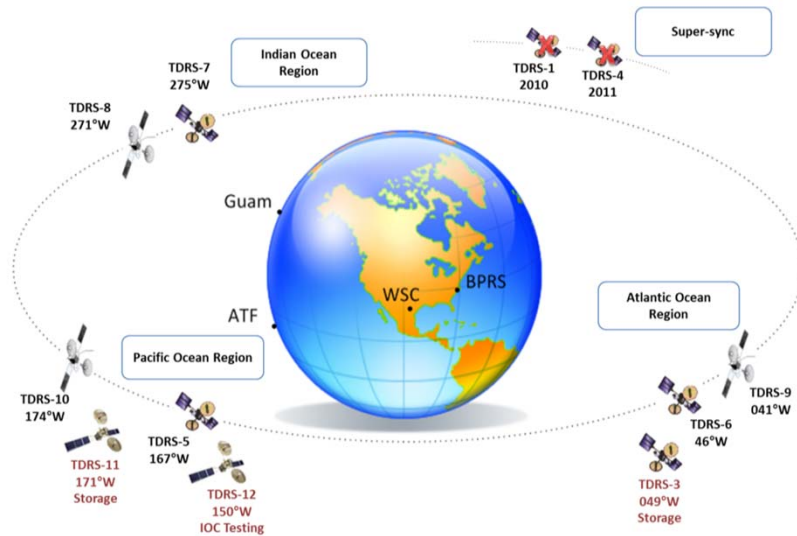 Indian Ocean
Region
Super-sync
TDRS-1
2010
TDRS-4
2011
TDRS-7
275°W
TDRS-8
271°W
Guam
ATF
WSC
BPRS
Atlantic Ocean
Region
Pacific Ocean Region
TDRS-10
174°W
TDRS-11
171°W
Storage
TDRS-5
167°W
TDRS-12
150°W
IOC Testing
TDRS-9
041°W
TDRS-6
46°W
TDRS-3
049°W
Storage